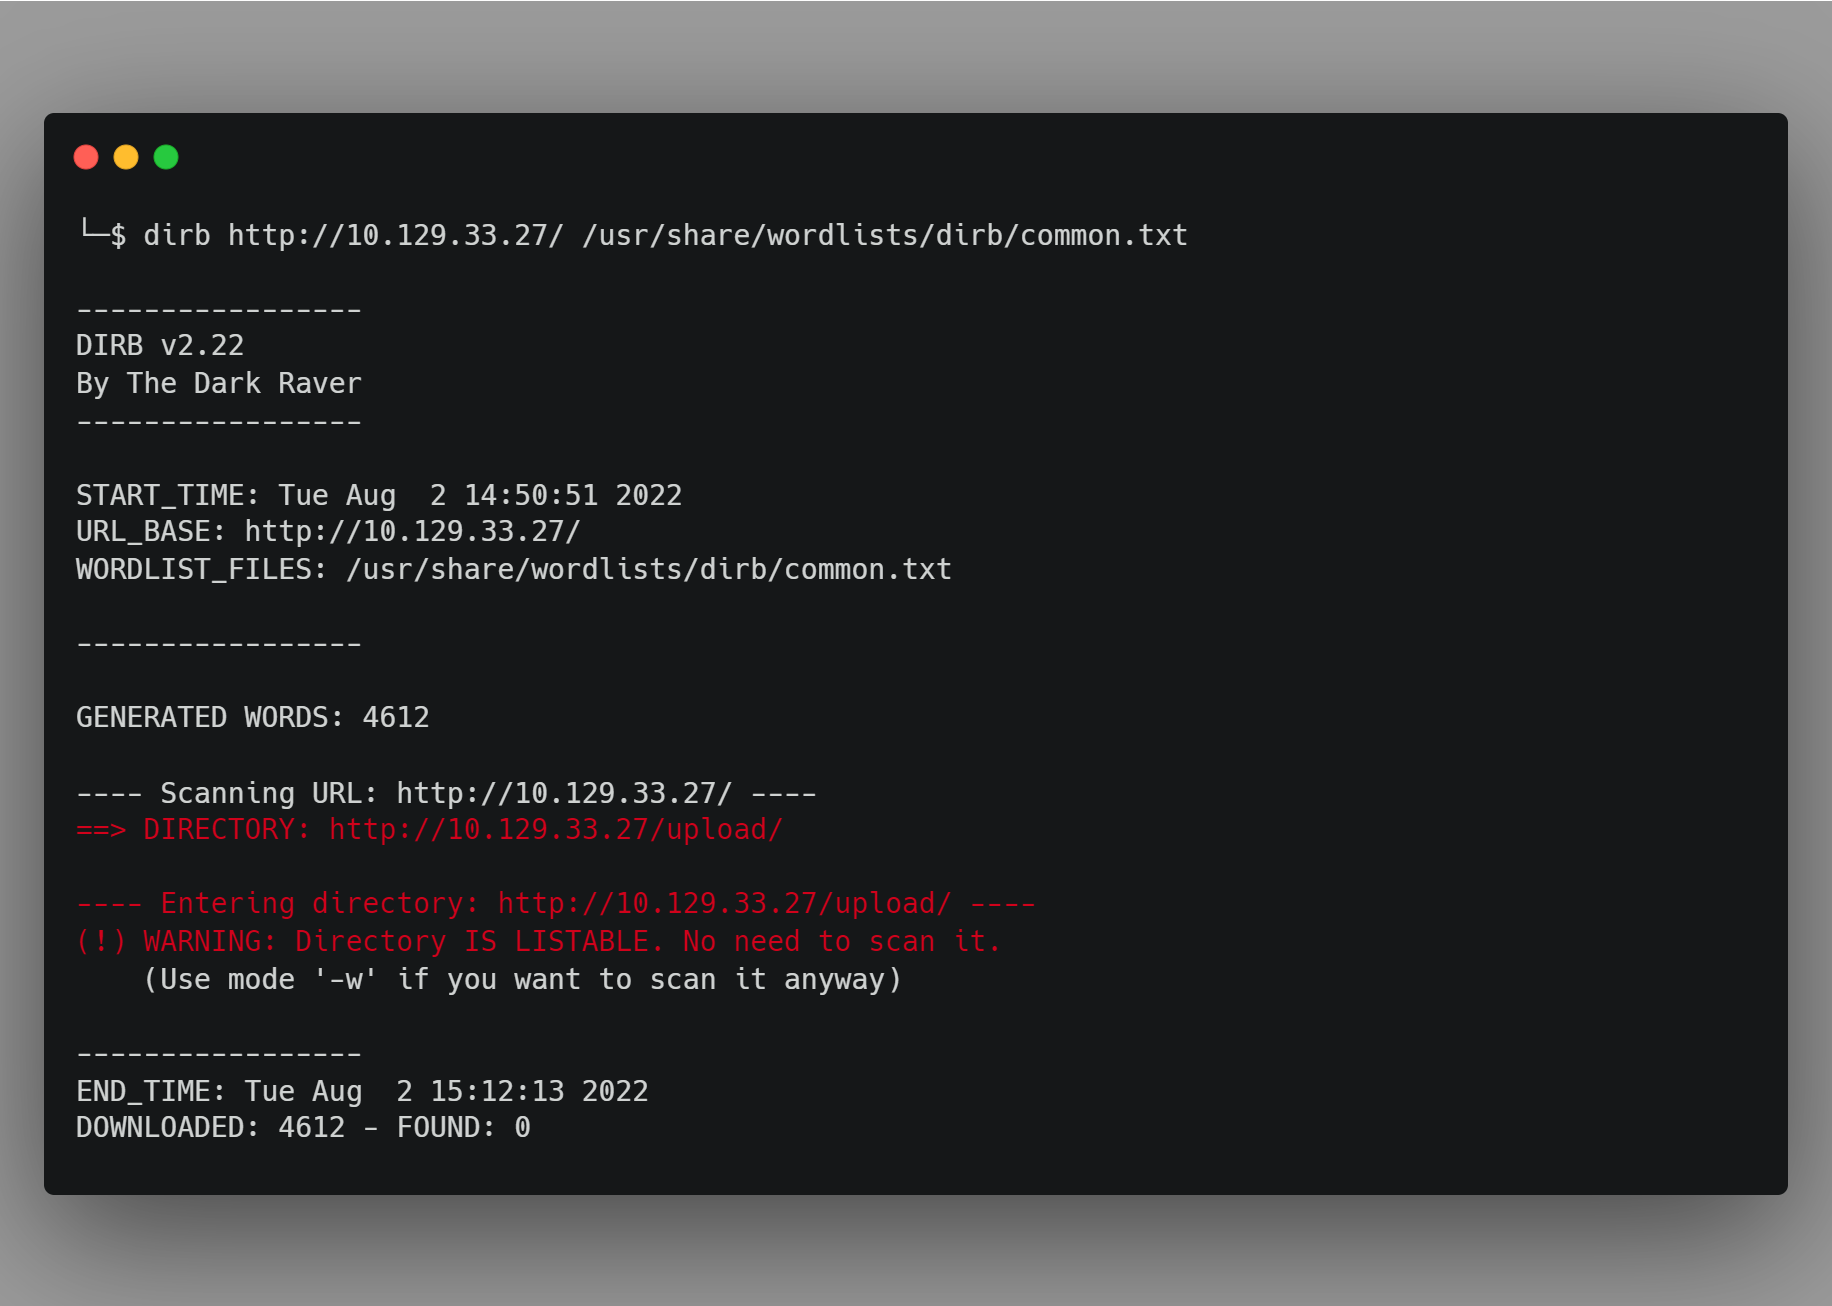 └─$ dirb http://10.129.33.27/ /usr/share/wordlists/dirb/common.txt
-----------------
DIRB v2.22
By The Dark Raver
-----------------
START_TIME: Tue Aug  2 14:50:51 2022
URL_BASE: http://10.129.33.27/
WORDLIST_FILES: /usr/share/wordlists/dirb/common.txt
-----------------
GENERATED WORDS: 4612
---- Scanning URL: http://10.129.33.27/ ----
==> DIRECTORY: http://10.129.33.27/upload/
---- Entering directory: http://10.129.33.27/upload/ ----
(!) WARNING: Directory IS LISTABLE. No need to scan it.
    (Use mode '-w' if you want to scan it anyway)
-----------------
END_TIME: Tue Aug  2 15:12:13 2022
DOWNLOADED: 4612 - FOUND: 0